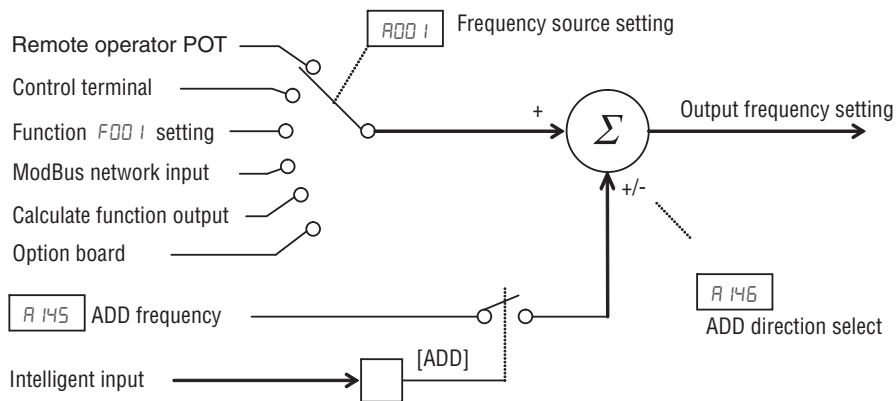 A001 Frequency source setting
Remote operator POT
Control terminal
Function F001 setting
ModBus network input
Calculate function output
Option board
+
Σ
Output frequency setting
+/-
A145 ADD frequency
A146
ADD direction select
[ADD]
Intelligent input